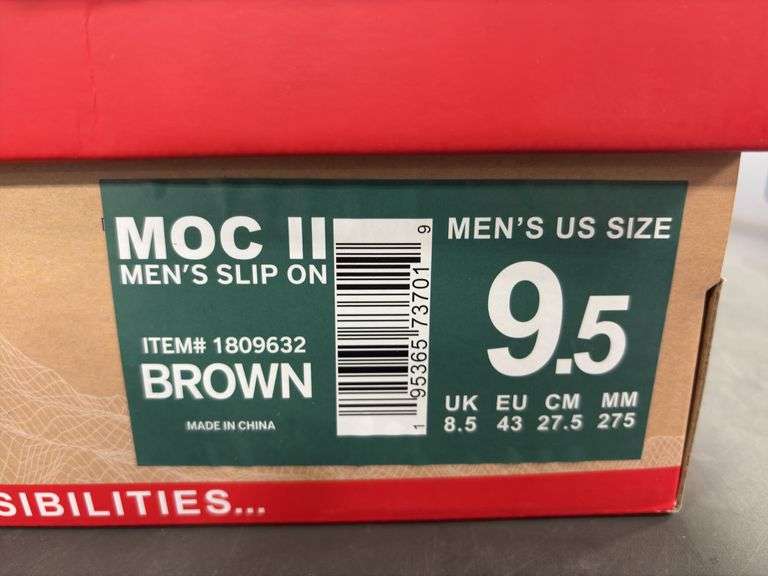 MOC II
MEN'S SLIP ON
ITEM# 1809632
BROWN
MADE IN CHINA
1 95365 73701 9
MEN'S US SIZE
9.5
UK EU CM MM
8.5 43 27.5 275
SIBILITIES...